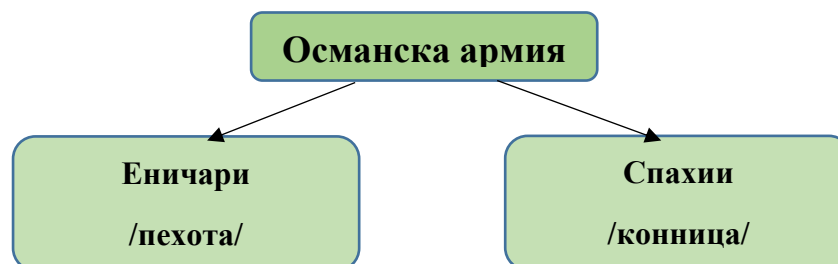 Османска армия
Еничари
/пехота/
Спахии
/конница/